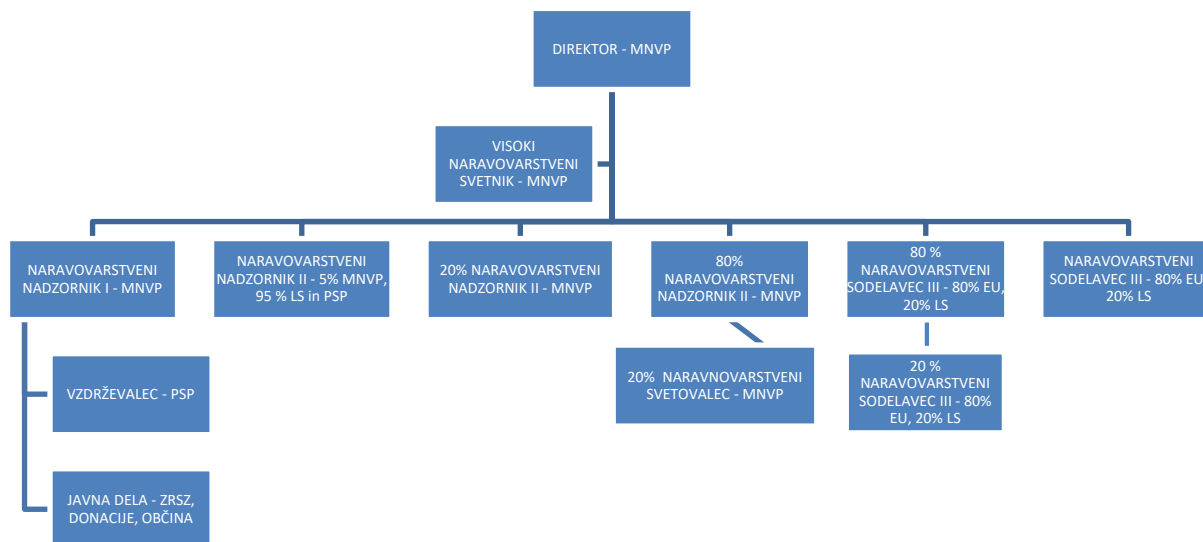 DIREKTOR - MNVP
VISOKI
NARAVOVARSTVENI
SVETNIK - MNVP
NARAVOVARSTVENI
NADZORNIK I - MNVP
NARAVOVARSTVENI
NADZORNIK II - 5% MNVP,
95 % LS in PSP
20% NARAVOVARSTVENI
NADZORNIK II - MNVP
80%
NARAVOVARSTVENI
NADZORNIK II - MNVP
80 %
NARAVOVARSTVENI
SODELAVEC III - 80% EU,
20% LS
NARAVOVARSTVENI
SODELAVEC III - 80% EU
20% LS
VZDRŽEVALEC - PSP
20% NARAVNOVARSTVENI
SVETOVALEC - MNVP
20 %
NARAVOVARSTVENI
SODELAVEC III - 80%
EU, 20% LS
JAVNA DELA - ZRSZ,
DONACIJE, OBČINA